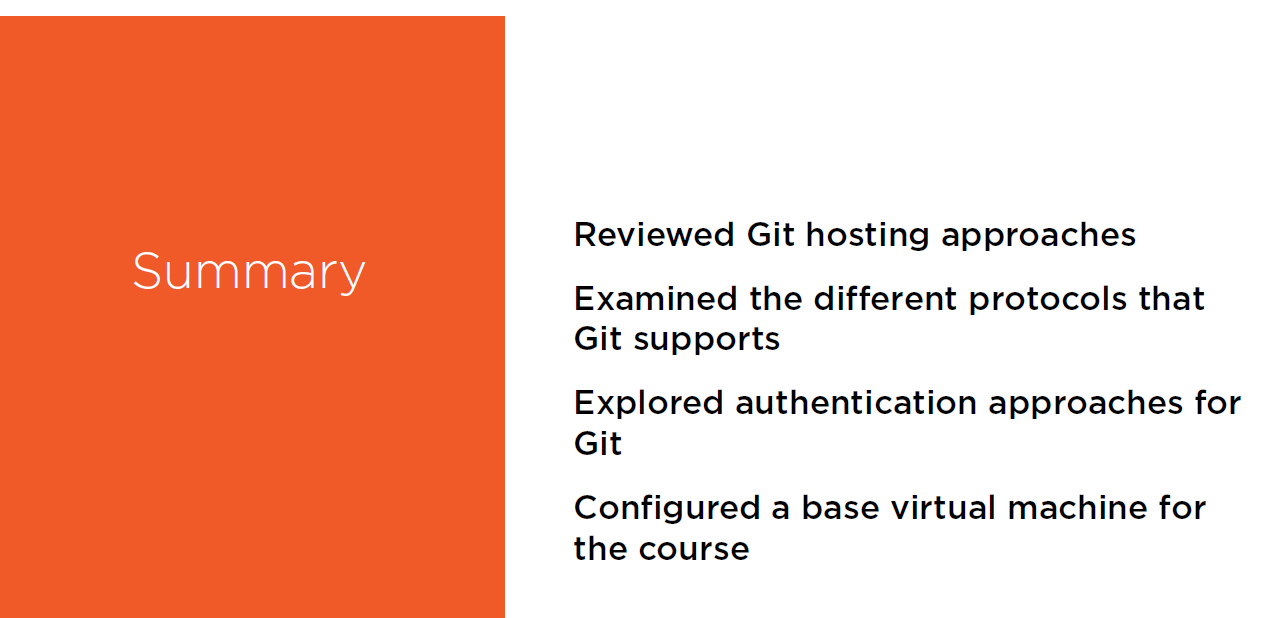 Summary
Reviewed Git hosting approaches
Examined the different protocols that
Git supports
Explored authentication approaches for
Git
Configured a base virtual machine for
the course